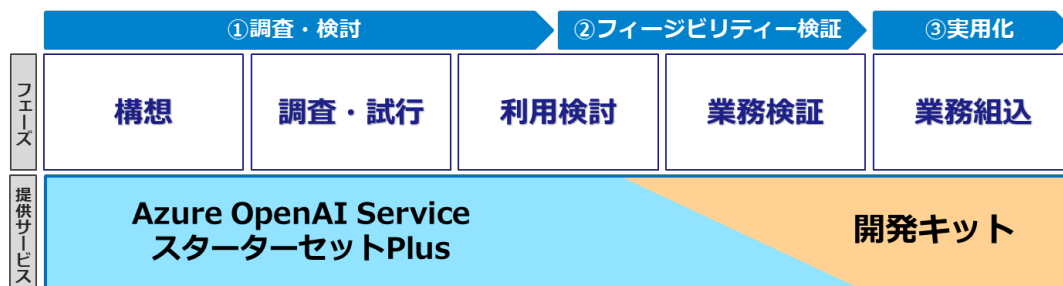 ①調査・検討
②フィージビリティー検証
③実用化
フェーズ
構想
調査・試行
利用検討
業務検証
業務組込
提供サービス
Azure OpenAI Service
スターターセットPlus
開発キット